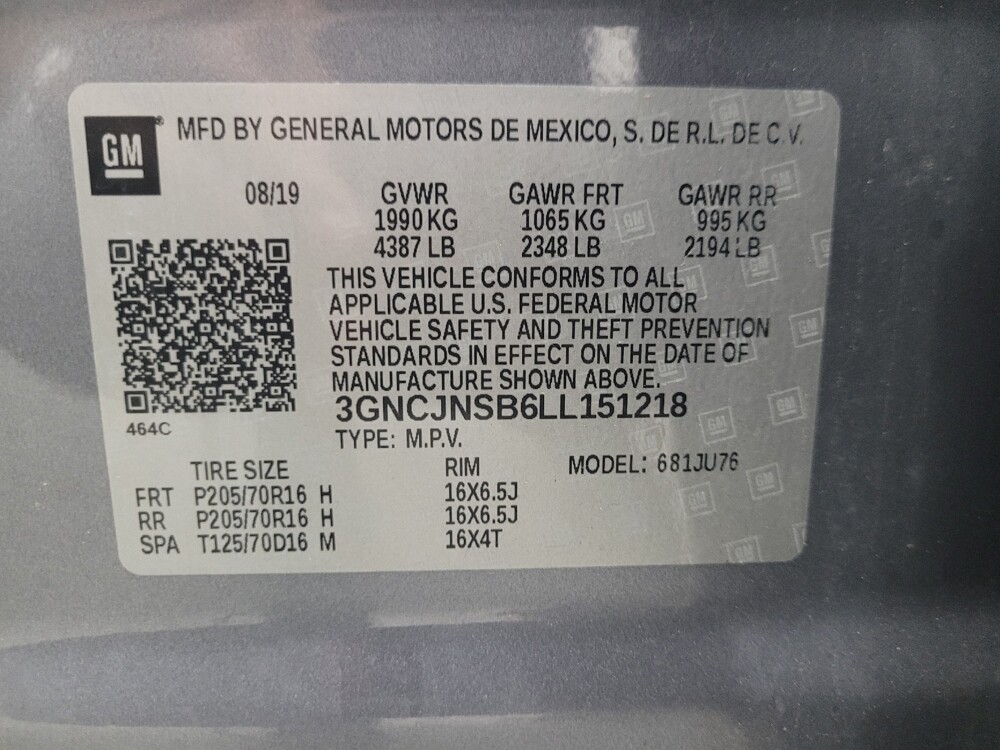 GM® MFD BY GENERAL MOTORS DE MEXICO, S. DE R.L. DE C.V.
08/19 GVWR GAWR FRT GAWR RR
1990 KG 1065 KG 995 KG
4387 LB 2348 LB 2194 LB
THIS VEHICLE CONFORMS TO ALL
APPLICABLE U.S. FEDERAL MOTOR
VEHICLE SAFETY AND THEFT PREVENTION
STANDARDS IN EFFECT ON THE DATE OF
MANUFACTURE SHOWN ABOVE.
3GNCJNSB6LL151218
464C
TYPE: M.P.V.
TIRE SIZE RIM MODEL: 681JU76
FRT P205/70R16 H 16X6.5J
RR P205/70R16 H 16X6.5J
SPA T125/70D16 M 16X4T